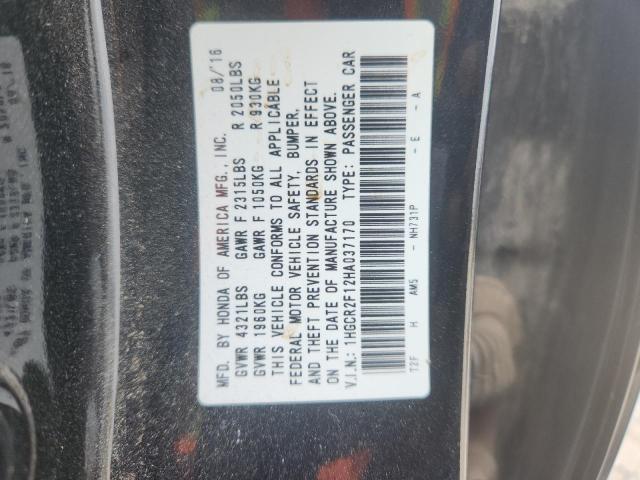 MFD. BY HONDA OF AMERICA MFG., INC. 08/'16
GVWR 4321LBS GAWR F 2315LBS R 2050LBS
GVWR 1960KG GAWR F 1050KG R 930KG
THIS VEHICLE CONFORMS TO ALL APPLICABLE
FEDERAL MOTOR VEHICLE SAFETY, BUMPER,
AND THEFT PREVENTION STANDARDS IN EFFECT
ON THE DATE OF MANUFACTURE SHOWN ABOVE.
V.I.N.: 1HGCR2F12HA037170 TYPE: PASSENGER CAR
T2F H AM5 - NH731P - E - A